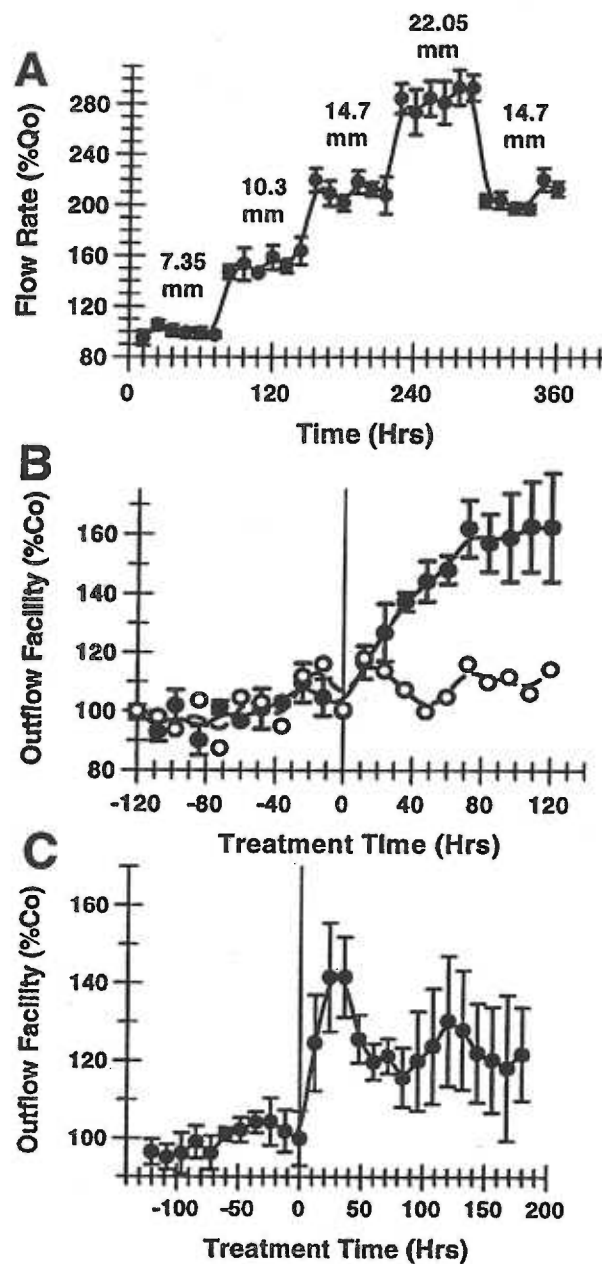 A
22.05
mm
14.7
mm
14.7
mm
10.3
mm
7.35
mm
Flow Rate (%Qo)
280
240
200
160
120
100
80
0
120
240
360
Time (Hrs)
B
Outflow Facility (%Co)
160
140
120
100
80
-120
-80
-40
0
40
80
120
Treatment Time (Hrs)
C
Outflow Facility (%Co)
160
140
120
100
-100
-50
0
50
100
150
200
Treatment Time (Hrs)